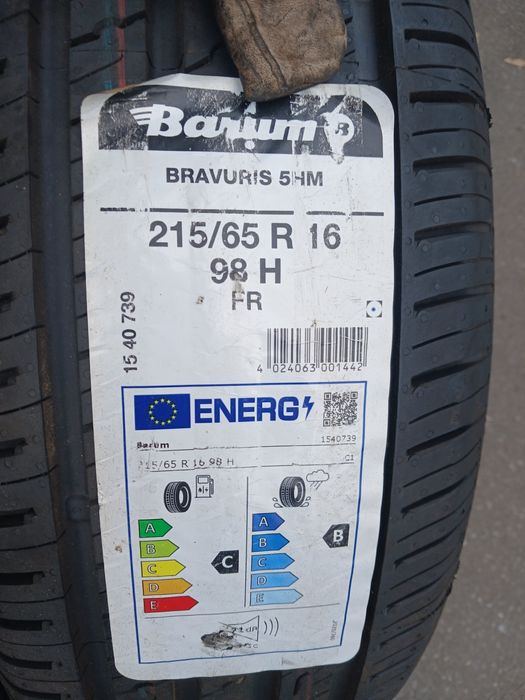 Barum B
BRAVURIS 5HM
215/65 R 16
98 H
FR
15 40 739
4 024063 001442
ENERG
Barum 1540739
215/65 R 16 98 H C1
A
B
C
D
E
C
A
B
C
D
E
B
dB